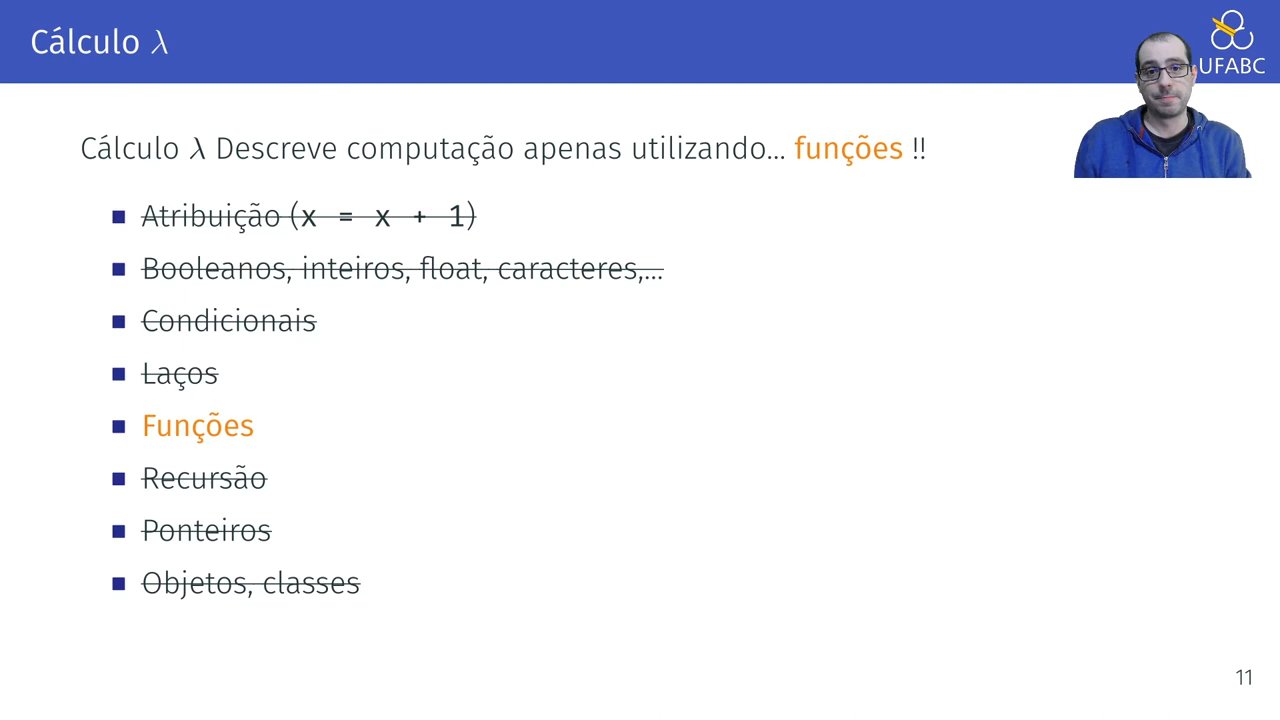 Cálculo λ
UFABC
Cálculo λ Descreve computação apenas utilizando... funções !!
Atribuição (x = x + 1)
Booleanos, inteiros, float, caracteres,...
Condicionais
Laços
Funções
Recursão
Ponteiros
Objetos, classes
11